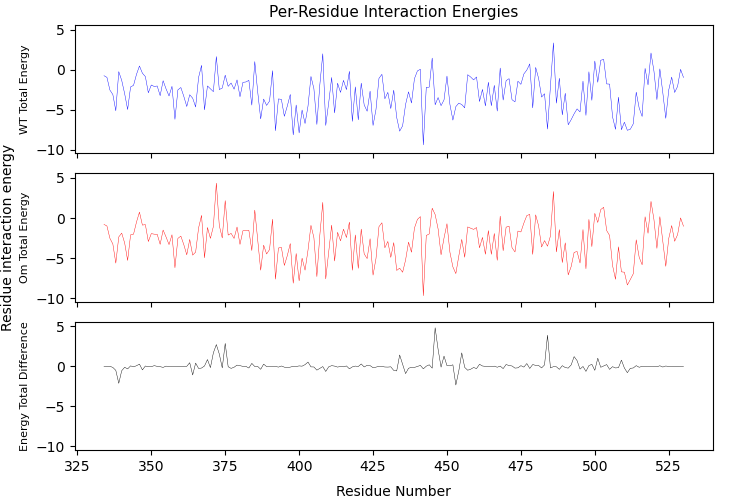 Per-Residue Interaction Energies
Residue interaction energy
WT Total Energy
5
0
−5
−10
Om Total Energy
5
0
−5
−10
Energy Total Difference
5
0
−5
−10
325 350 375 400 425 450 475 500 525
Residue Number